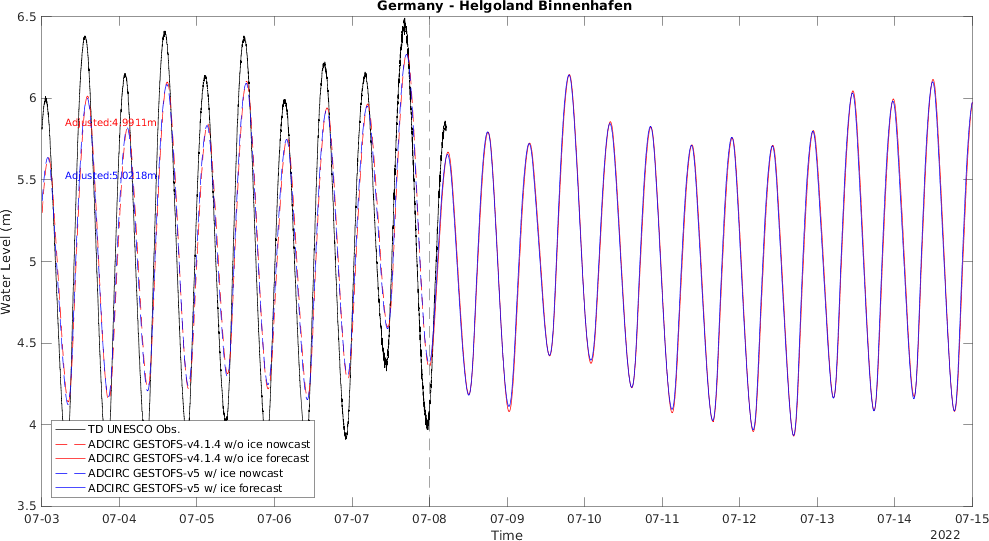 Germany - Helgoland Binnenhafen
6.5
6
5.5
5
4.5
4
3.5
Water Level (m)
Adjusted:4.9911m
Adjusted:5.0218m
TD UNESCO Obs.
ADCIRC GESTOFS-v4.1.4 w/o ice nowcast
ADCIRC GESTOFS-v4.1.4 w/o ice forecast
ADCIRC GESTOFS-v5 w/ ice nowcast
ADCIRC GESTOFS-v5 w/ ice forecast
07-03 07-04 07-05 07-06 07-07 07-08 07-09 07-10 07-11 07-12 07-13 07-14 07-15
Time
2022